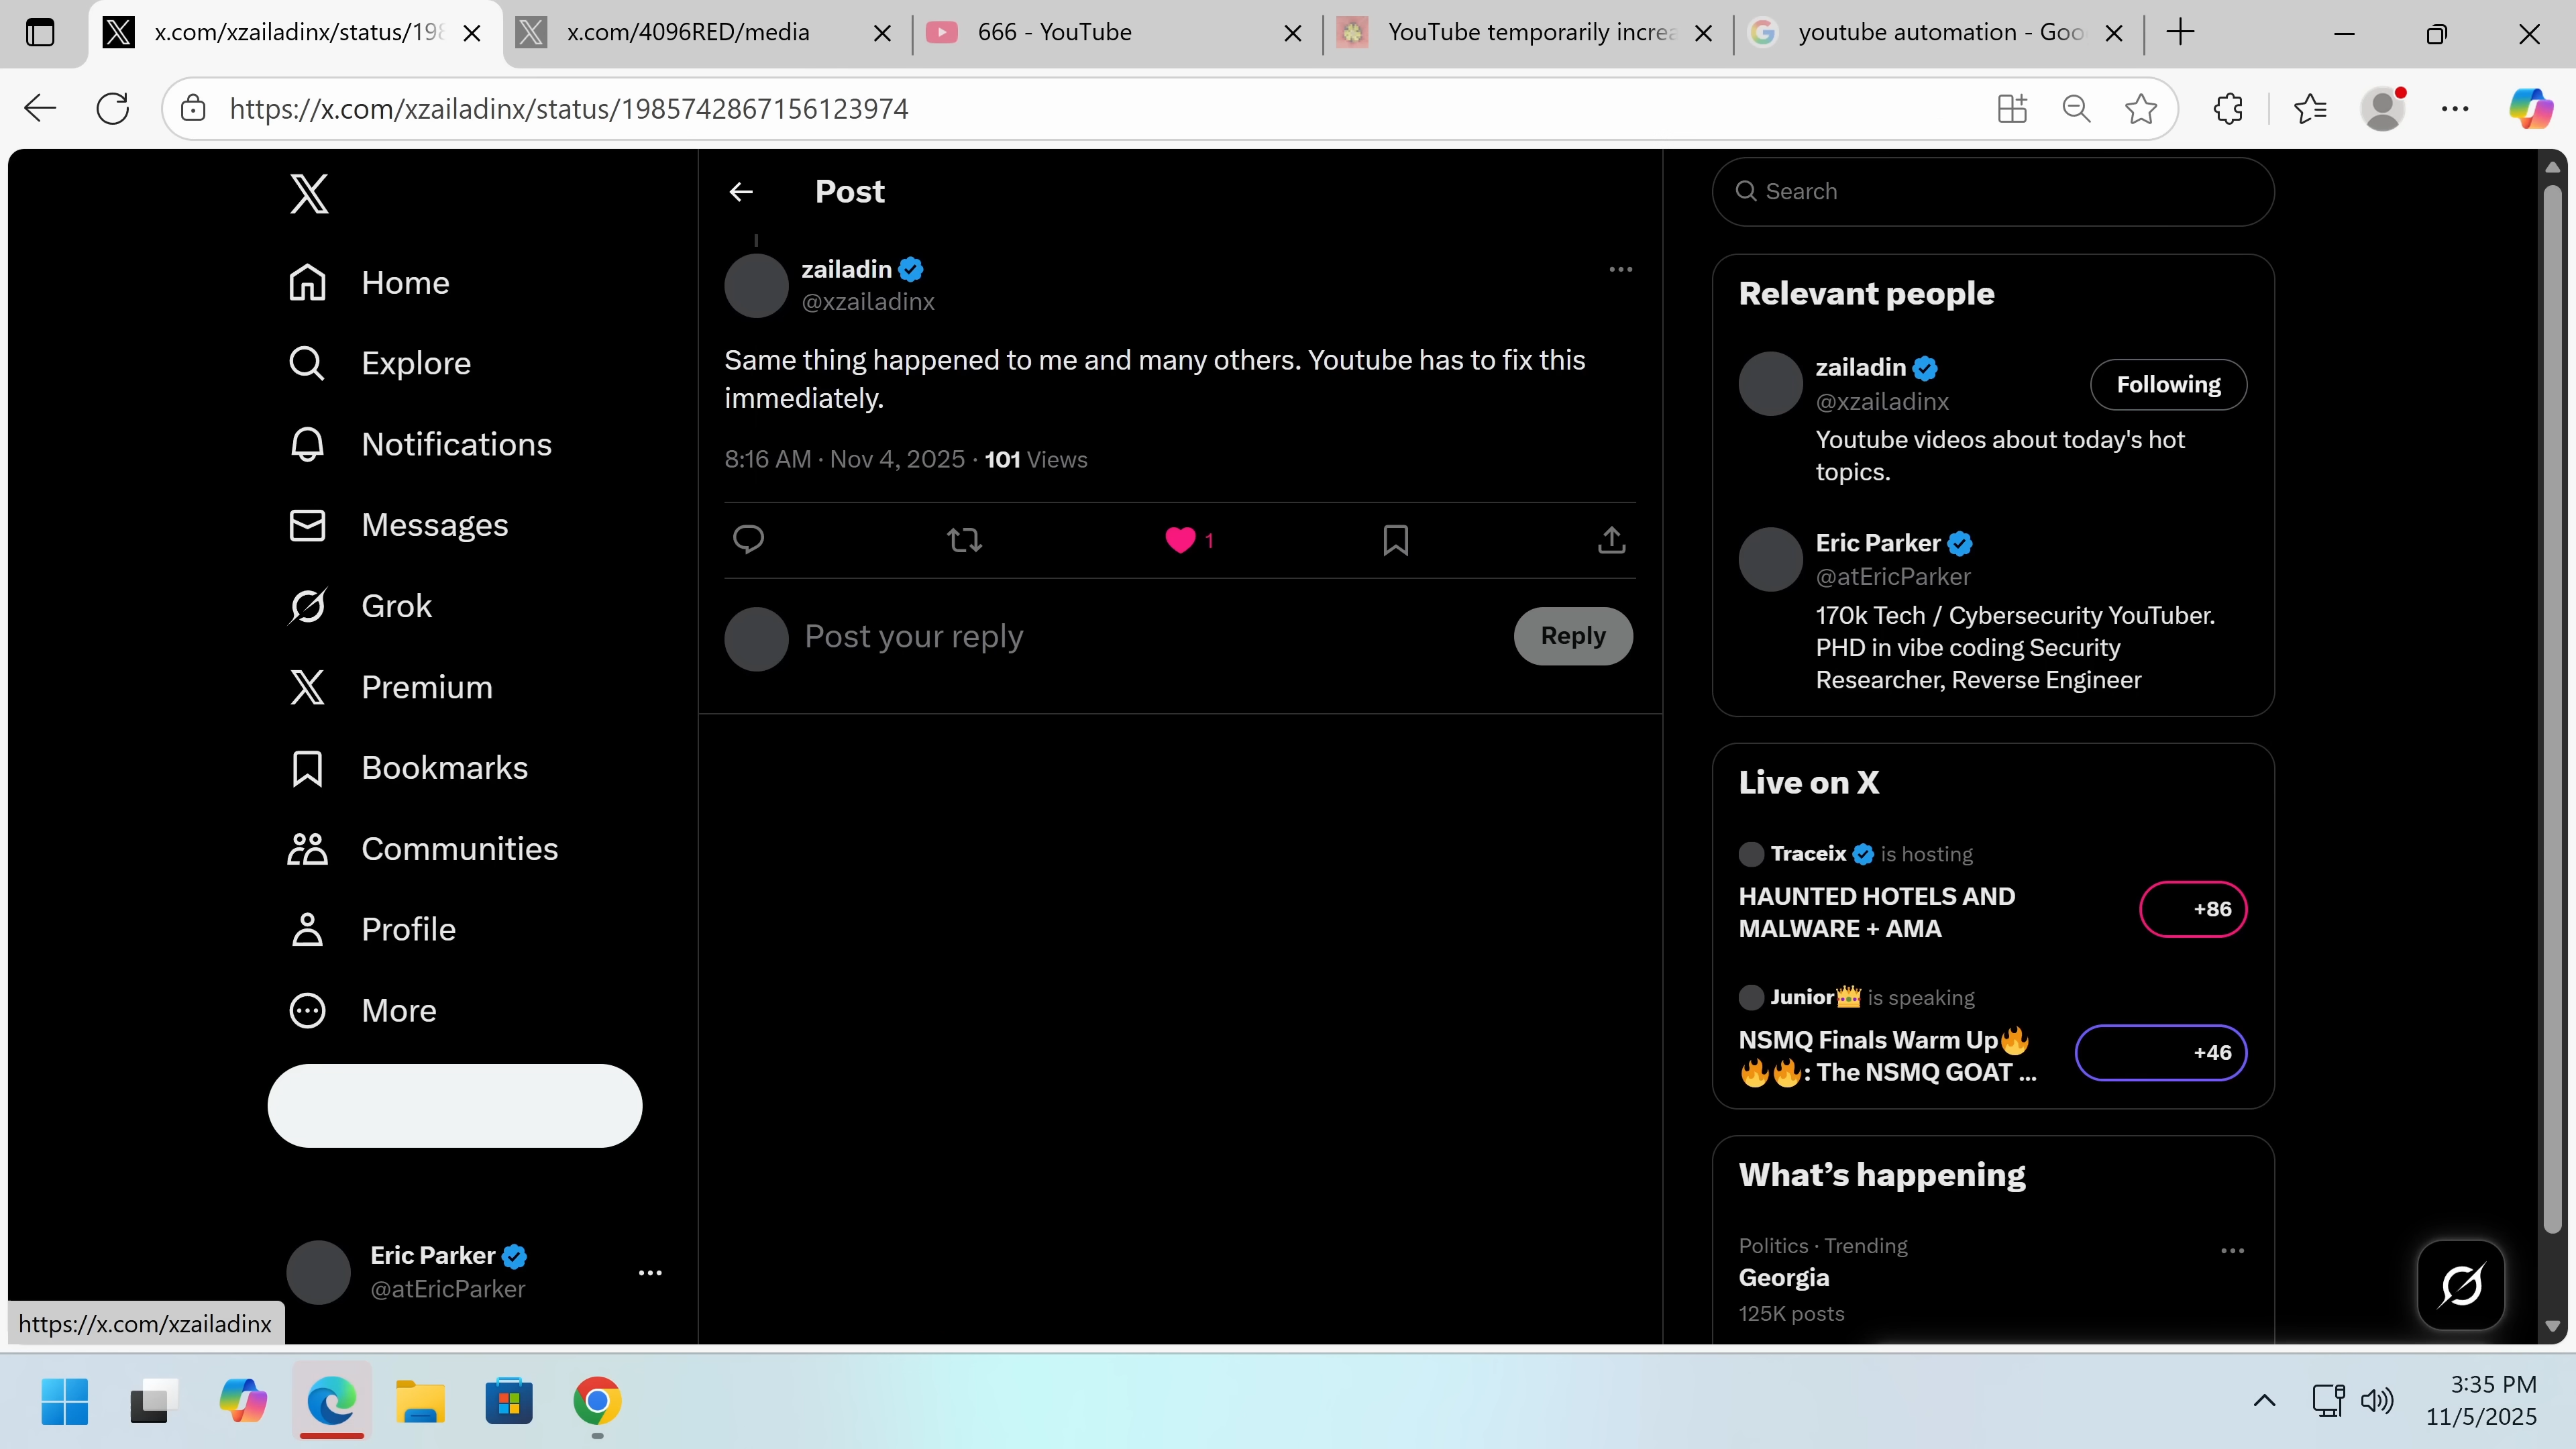 x.com/xzailadinx/status/198
x.com/4096RED/media
666 - YouTube
YouTube temporarily increa
youtube automation - Goo
https://x.com/xzailadinx/status/1985742867156123974
Home
Explore
Notifications
Messages
Grok
Premium
Bookmarks
Communities
Profile
More
Eric Parker
@atEricParker
https://x.com/xzailadinx
Post
zailadin
@xzailadinx
Same thing happened to me and many others. Youtube has to fix this
immediately.
8:16 AM · Nov 4, 2025 · 101 Views
1
Post your reply
Reply
Search
Relevant people
zailadin
@xzailadinx
Following
Youtube videos about today's hot
topics.
Eric Parker
@atEricParker
170k Tech / Cybersecurity YouTuber.
PHD in vibe coding Security
Researcher, Reverse Engineer
Live on X
Traceix is hosting
HAUNTED HOTELS AND
MALWARE + AMA
+86
Junior👑 is speaking
NSMQ Finals Warm Up🔥
🔥🔥: The NSMQ GOAT ...
+46
What's happening
Politics · Trending
Georgia
125K posts
3:35 PM
11/5/2025